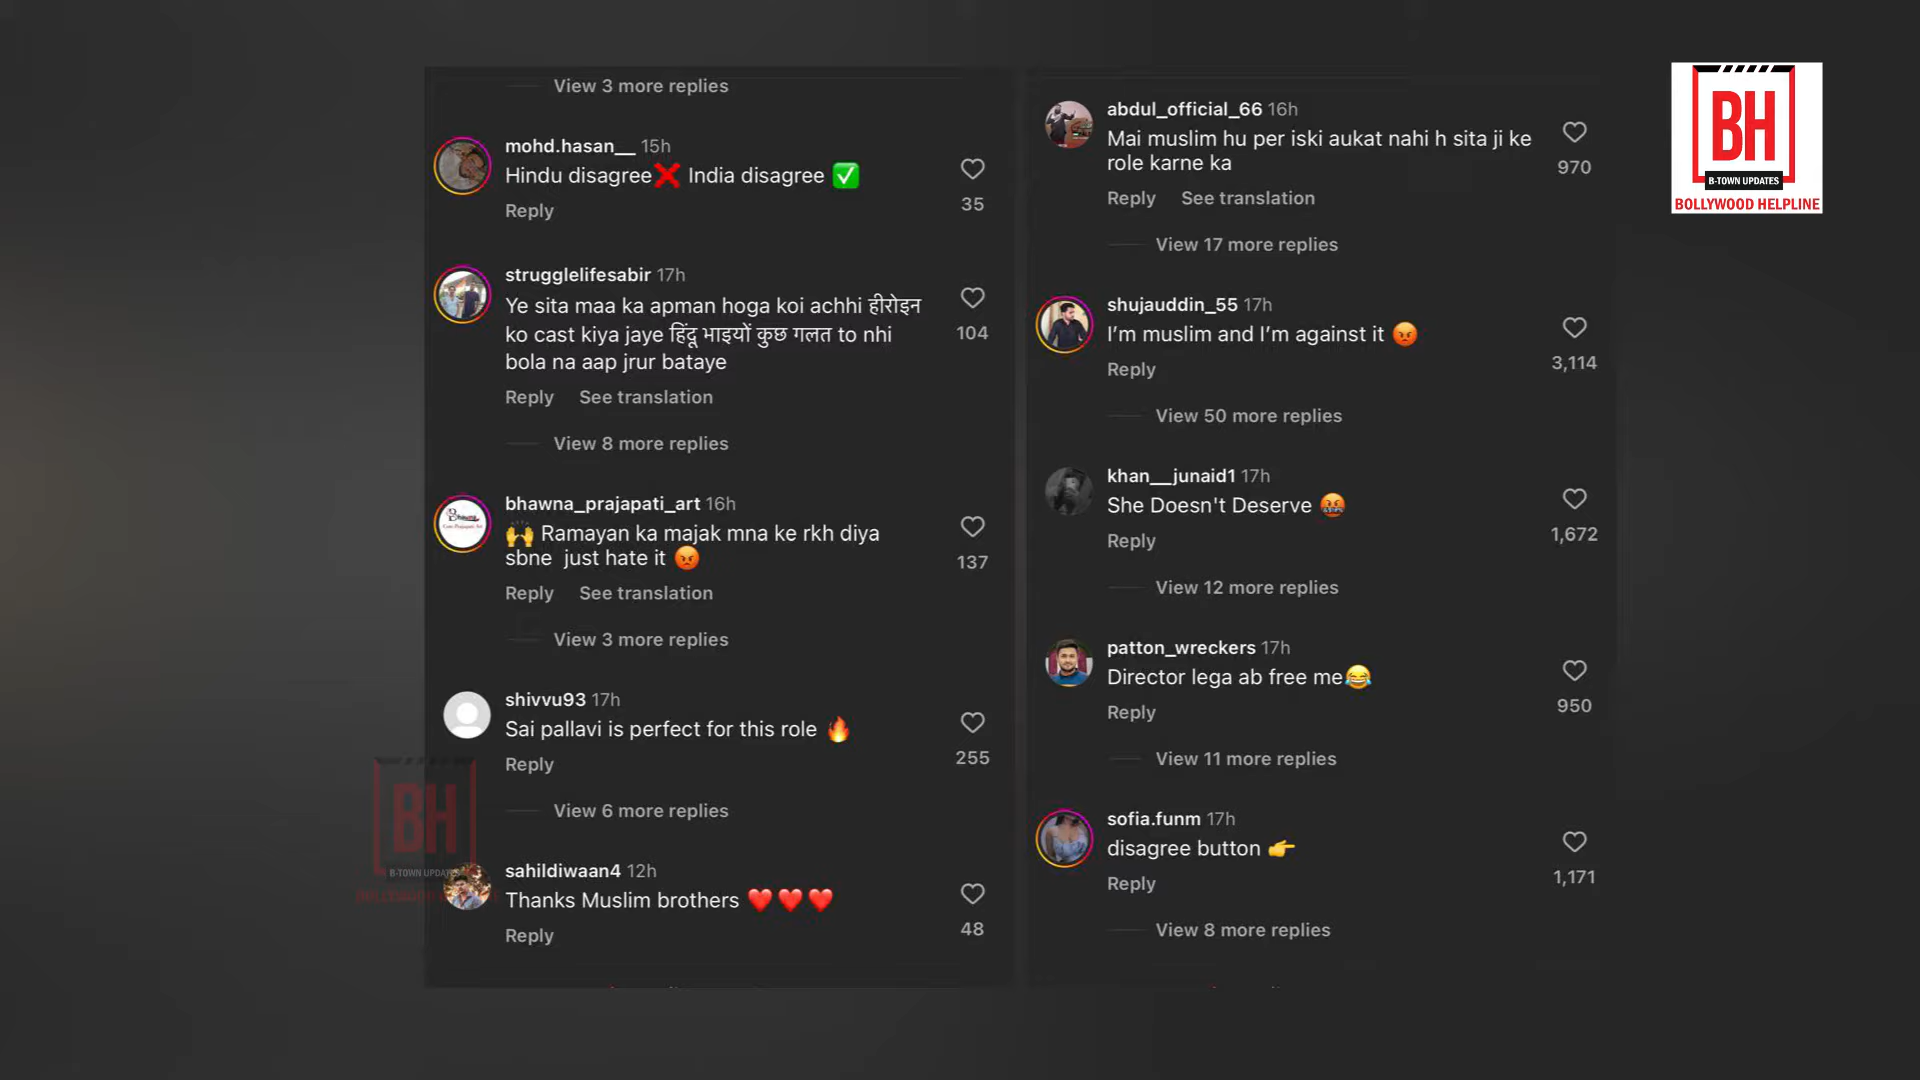 View 3 more replies
mohd.hasan__ 15h
Hindu disagree❌ India disagree ✅
35
Reply
strugglelifesabir 17h
Ye sita maa ka apman hoga koi achhi हीरोइन
ko cast kiya jaye हिंदू भाइयों कुछ गलत to nhi
bola na aap jrur bataye
104
Reply See translation
View 8 more replies
bhawna_prajapati_art 16h
🙌 Ramayan ka majak mna ke rkh diya
sbne just hate it 😡
137
Reply See translation
View 3 more replies
shivvu93 17h
Sai pallavi is perfect for this role 🔥
255
Reply
View 6 more replies
sahildiwaan4 12h
Thanks Muslim brothers ❤️❤️❤️
48
Reply
abdul_official_66 16h
Mai muslim hu per iski aukat nahi h sita ji ke
role karne ka
970
Reply See translation
View 17 more replies
shujauddin_55 17h
I'm muslim and I'm against it 😡
3,114
Reply
View 50 more replies
khan__junaid1 17h
She Doesn't Deserve 🤬
1,672
Reply
View 12 more replies
patton_wreckers 17h
Director lega ab free me😂
950
Reply
View 11 more replies
sofia.funm 17h
disagree button 👉
1,171
Reply
View 8 more replies
BH
B-TOWN UPDATES
BOLLYWOOD HELPLINE
BH
B-TOWN UPDATES